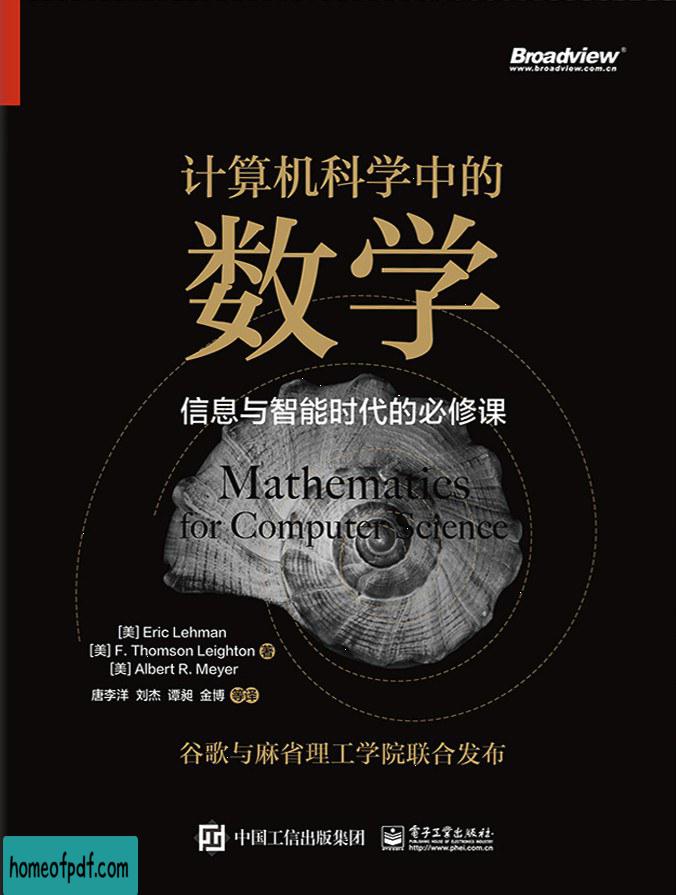 Broadview®
www.broadview.com.cn
计算机科学中的
数学
信息与智能时代的必修课
Mathematics
for Computer Science
[美] Eric Lehman
[美] F. Thomson Leighton 著
[美] Albert R. Meyer
唐李洋 刘杰 谭昶 金博 等译
谷歌与麻省理工学院联合发布
中国工信出版集团
电子工业出版社
PUBLISHING HOUSE OF ELECTRONICS INDUSTRY
http://www.phei.com.cn
homeofpdf.com